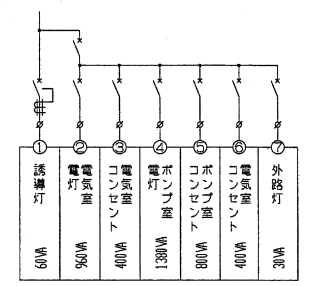 ①
誘導灯
60VA
②
電気室
電灯
960VA
③
電気室
コンセント
400VA
④
ポンプ室
電灯
1380VA
⑤
ポンプ室
コンセント
800VA
⑥
電気室
コンセント
400VA
⑦
外路灯
30VA